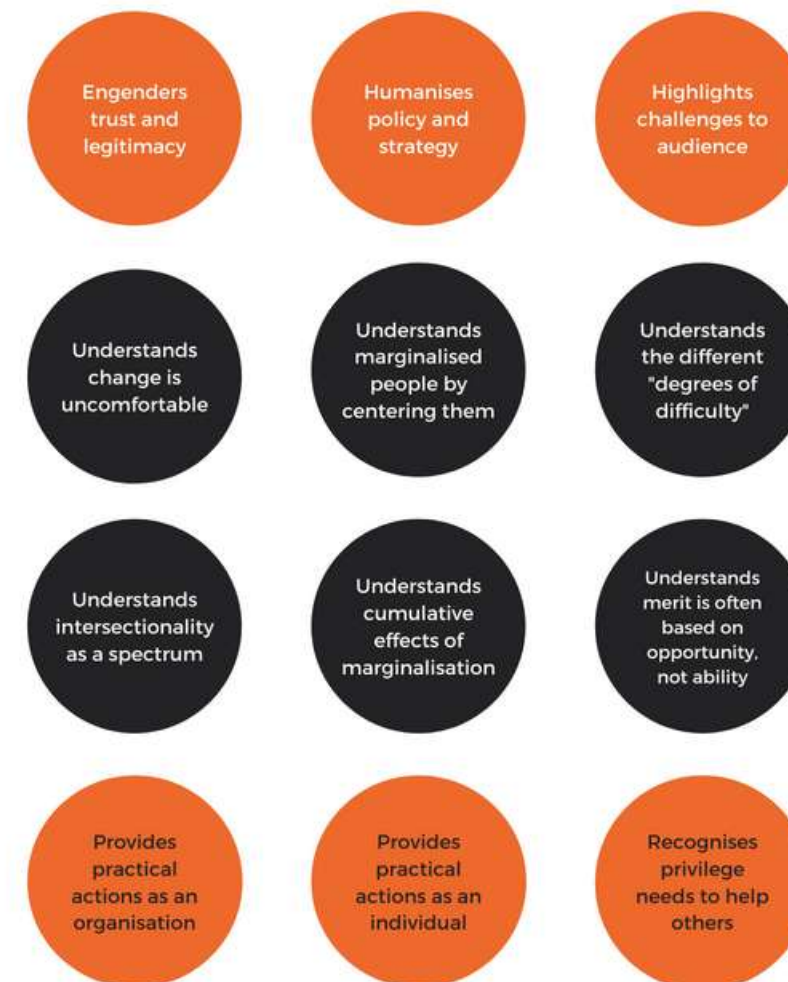 Engenders
trust and
legitimacy
Humanises
policy and
strategy
Highlights
challenges to
audience
Understands
change is
uncomfortable
Understands
marginalised
people by
centering them
Understands
the different
"degrees of
difficulty"
Understands
intersectionality
as a spectrum
Understands
cumulative
effects of
marginalisation
Understands
merit is often
based on
opportunity,
not ability
Provides
practical
actions as an
organisation
Provides
practical
actions as an
individual
Recognises
privilege
needs to help
others